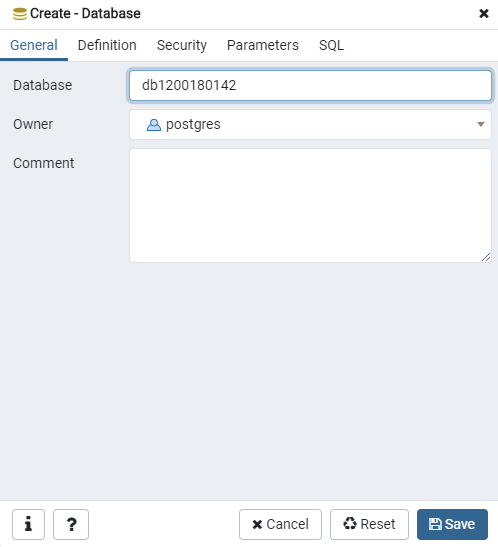 Create - Database
General Definition Security Parameters SQL
Database db1200180142
Owner postgres
Comment
i ? Cancel Reset Save